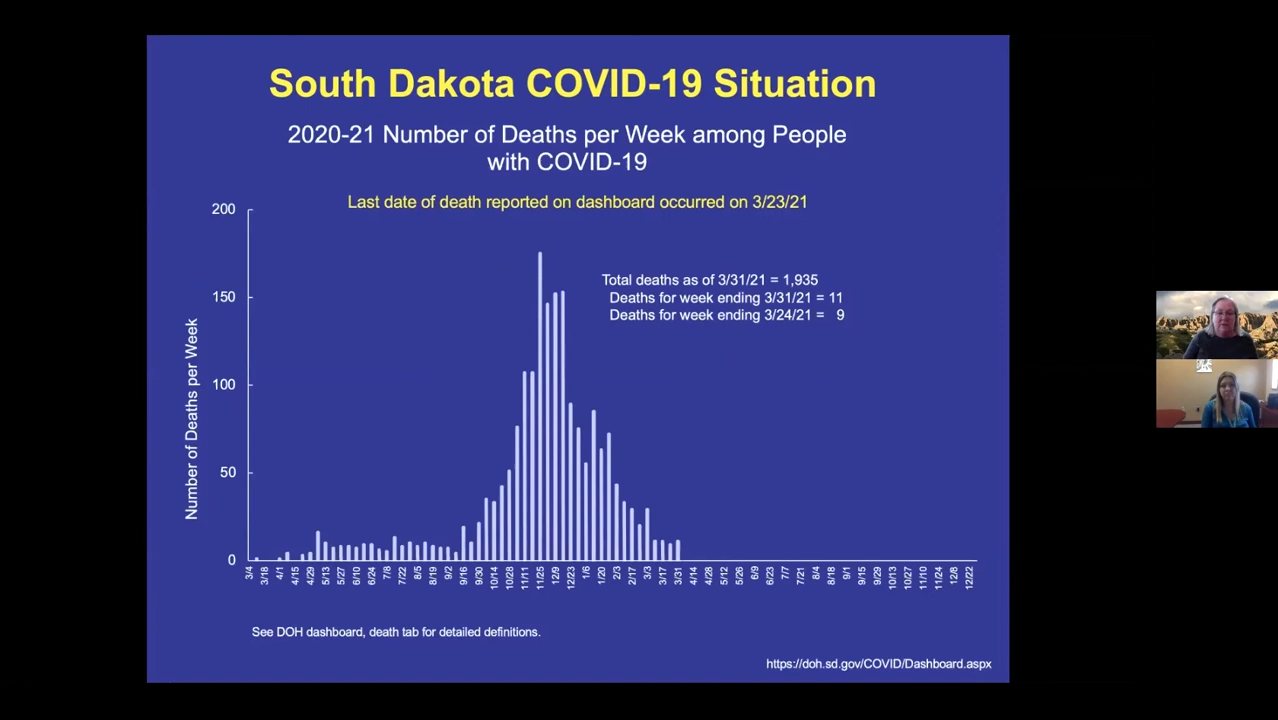 South Dakota COVID-19 Situation
2020-21 Number of Deaths per Week among People
with COVID-19
Last date of death reported on dashboard occurred on 3/23/21
Total deaths as of 3/31/21 = 1,935
Deaths for week ending 3/31/21 = 11
Deaths for week ending 3/24/21 = 9
Number of Deaths per Week
200
150
100
50
0
3/4 3/18 4/1 4/15 4/29 5/13 5/27 6/10 6/24 7/8 7/22 8/5 8/19 9/2 9/16 9/30 10/14 10/28 11/11 11/25 12/9 12/23 1/6 1/20 2/3 2/17 3/3 3/17 3/31 4/14 4/28 5/12 5/26 6/9 6/23 7/7 7/21 8/4 8/18 9/1 9/15 9/29 10/13 10/27 11/10 11/24 12/8 12/22
See DOH dashboard, death tab for detailed definitions.
https://doh.sd.gov/COVID/Dashboard.aspx